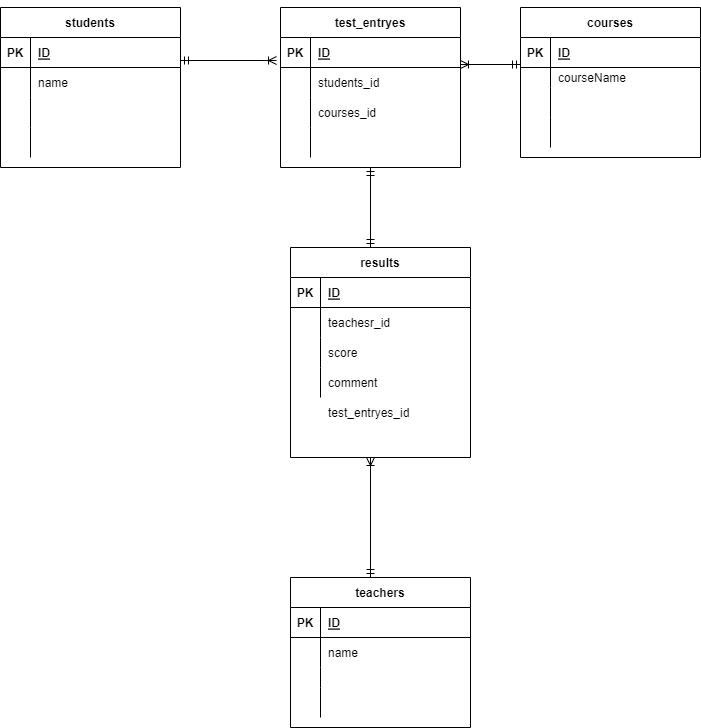 students
PK ID
name
test_entryes
PK ID
students_id
courses_id
courses
PK ID
courseName
results
PK ID
teachesr_id
score
comment
test_entryes_id
teachers
PK ID
name